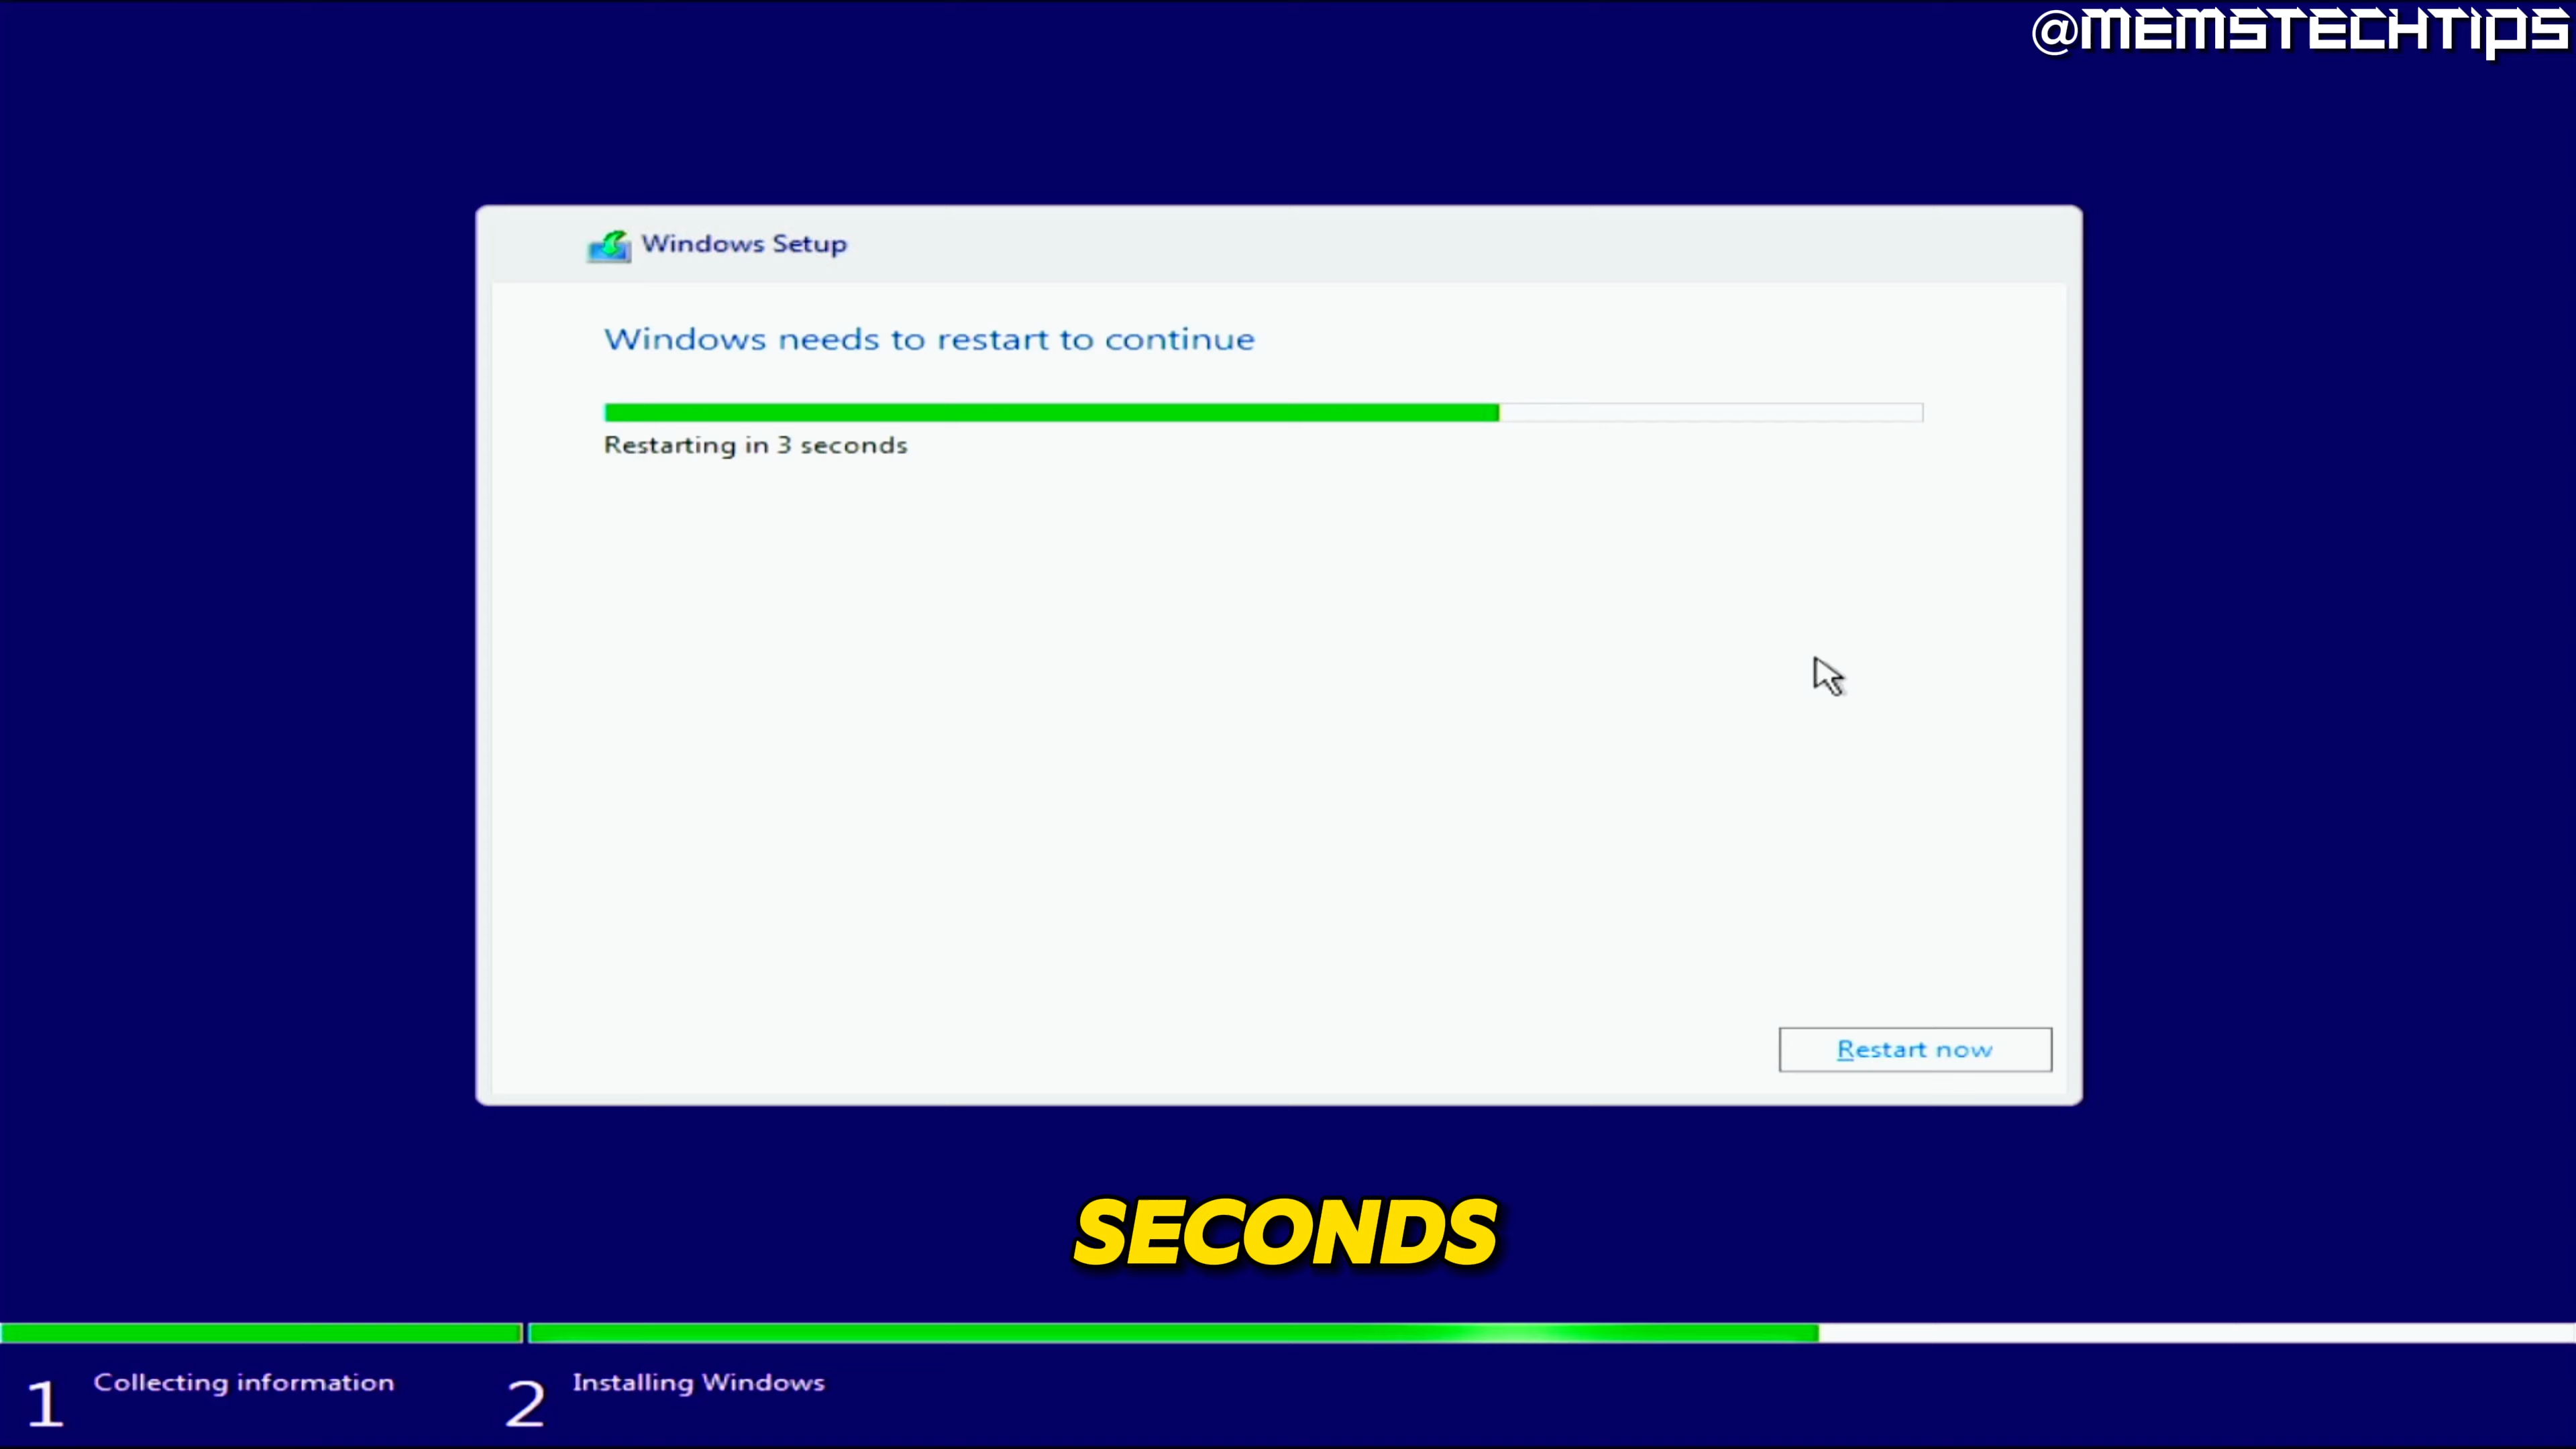 @MEMSTECHTIPS
Windows Setup
Windows needs to restart to continue
Restarting in 3 seconds
Restart now
SECONDS
1 Collecting information
2 Installing Windows